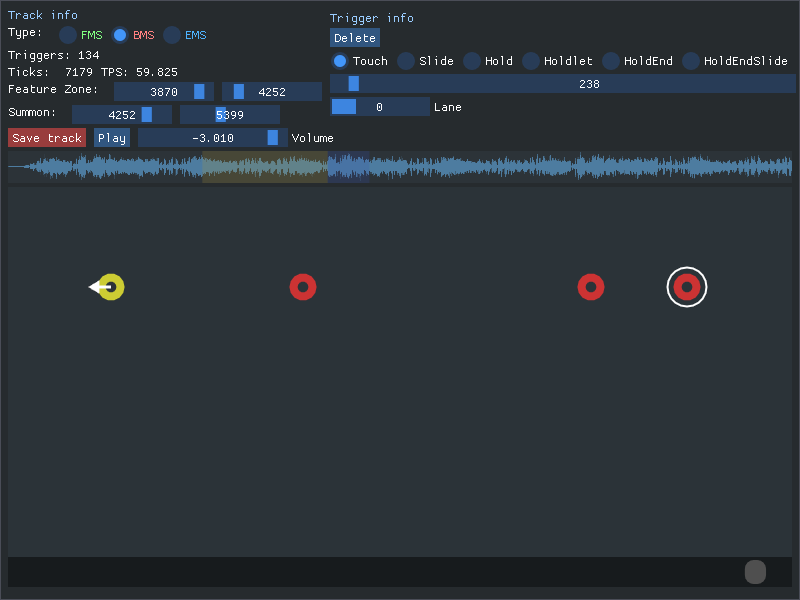 Track info
Type: FMS BMS EMS
Triggers: 134
Ticks: 7179 TPS: 59.825
Feature Zone: 3870 4252
Summon: 4252 5399
Save track Play -3.010 Volume
Trigger info
Delete
Touch Slide Hold Holdlet HoldEnd HoldEndSlide
238
0 Lane